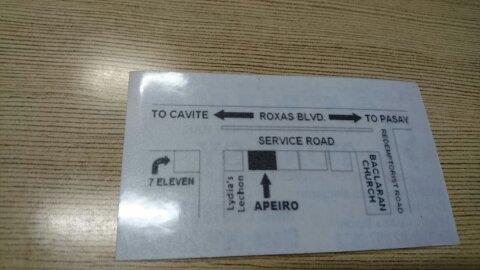 TO CAVITE ROXAS BLVD. TO PASAY
SERVICE ROAD
REDEMPTORIST ROAD
7 ELEVEN
Lydia's
Lechon
APEIRO
BACLARAN
CHURCH